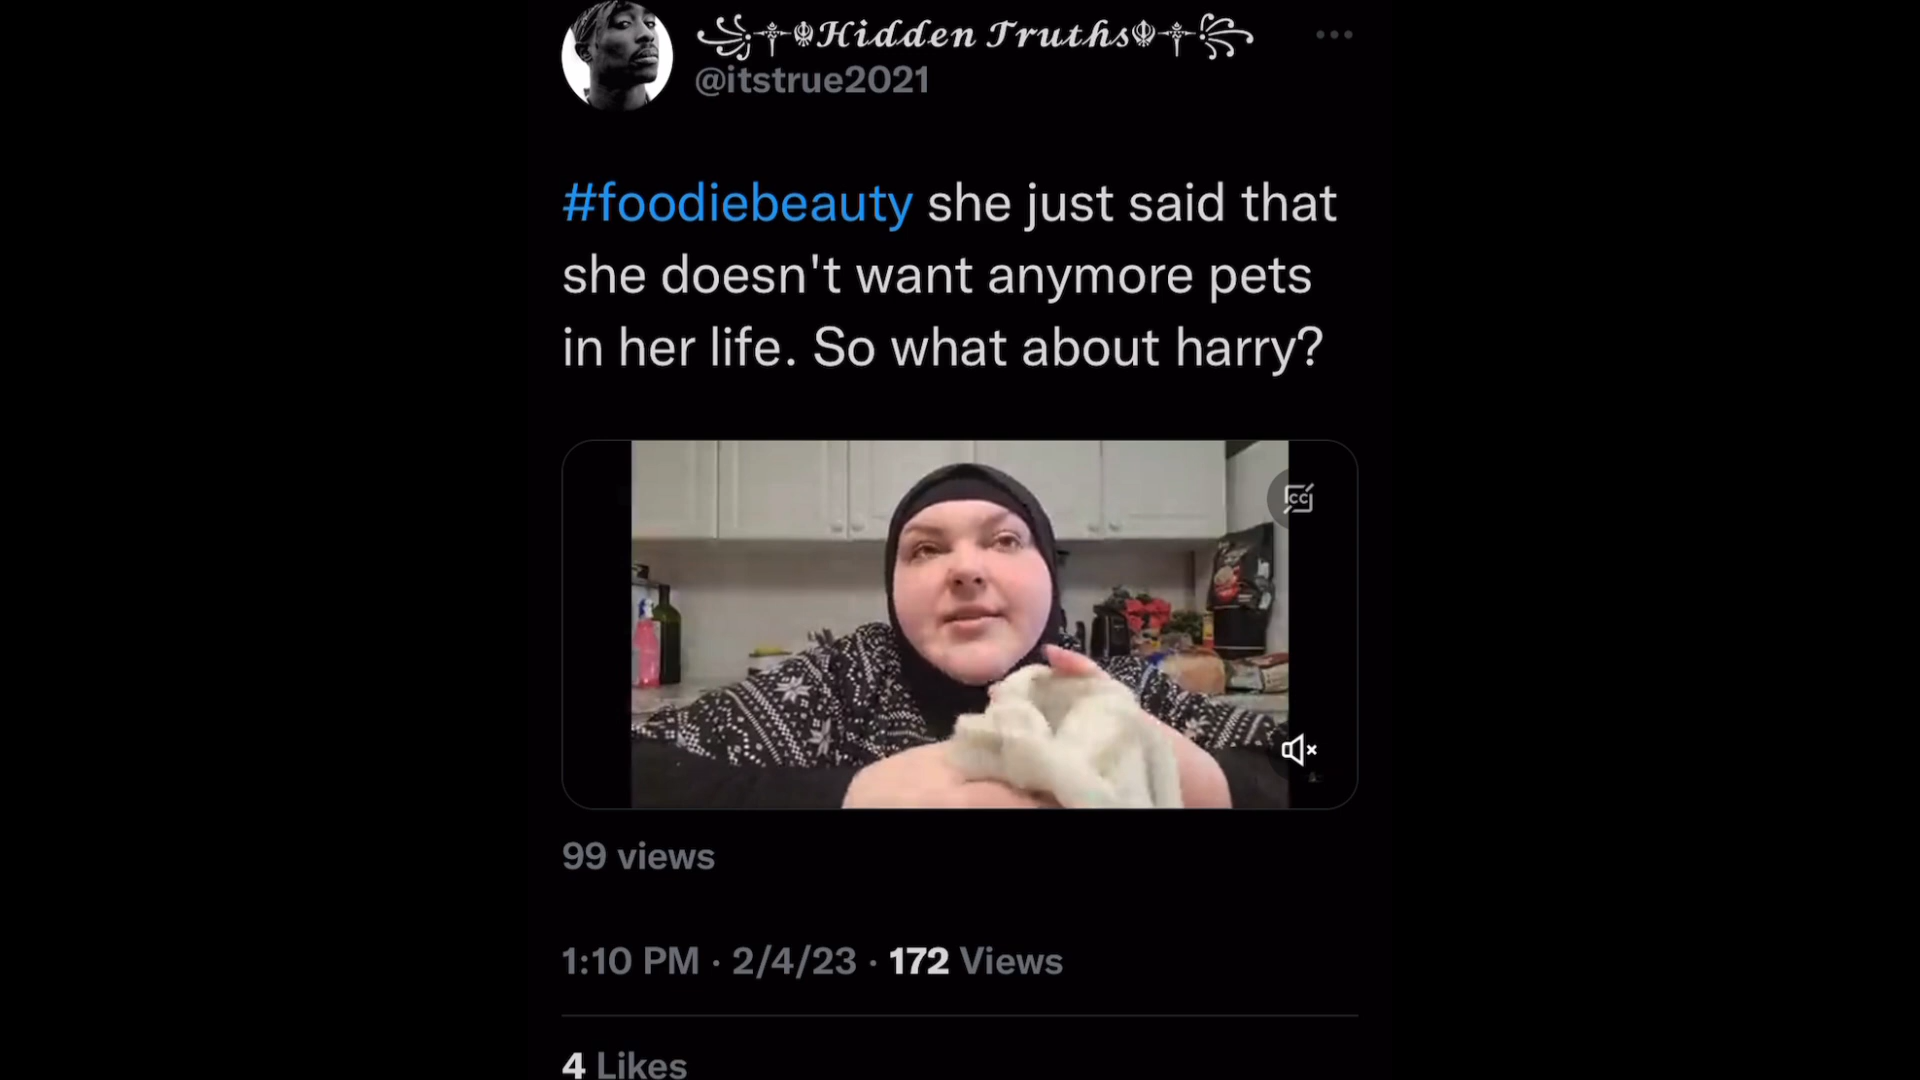 ꧁༒☬𝓗𝓲𝓭𝓭𝓮𝓷 𝓣𝓻𝓾𝓽𝓱𝓼☬༒꧂
@itstrue2021
#foodiebeauty she just said that
she doesn't want anymore pets
in her life. So what about harry?
CC
99 views
1:10 PM · 2/4/23 · 172 Views
4 Likes